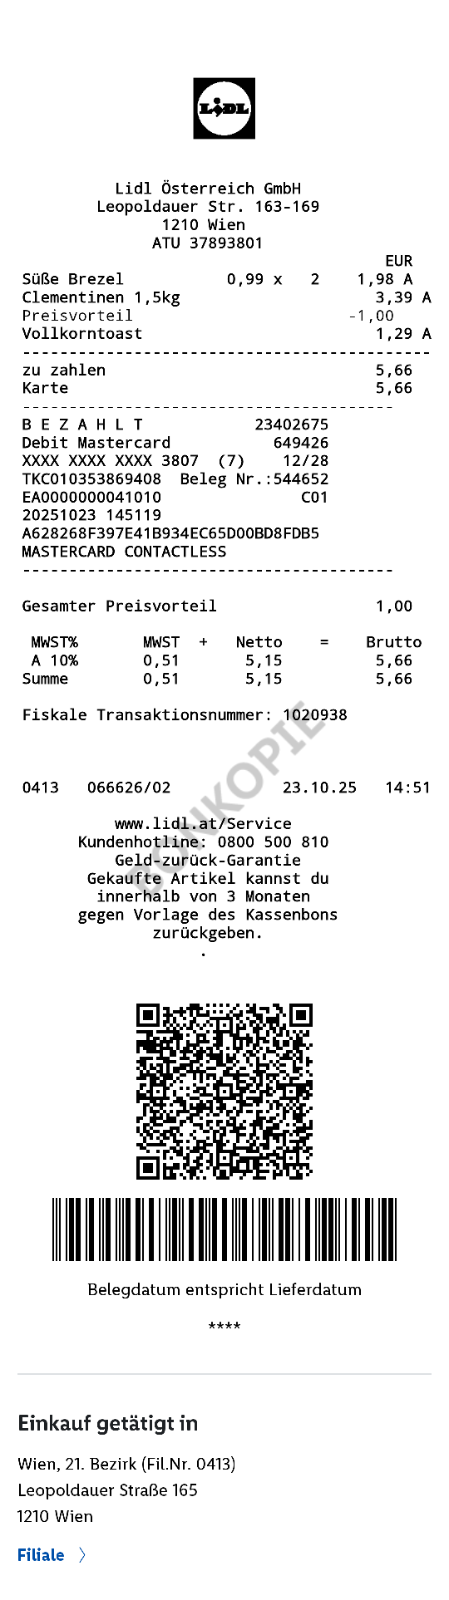 LiDL
Lidl Österreich GmbH
Leopoldauer Str. 163-169
1210 Wien
ATU 37893801
EUR
Süße Brezel 0,99 x 2 1,98 A
Clementinen 1,5kg 3,39 A
Preisvorteil -1,00
Vollkorntoast 1,29 A
--------------------------------------------
zu zahlen 5,66
Karte 5,66
----------------------------------------
B E Z A H L T 23402675
Debit Mastercard 649426
XXXX XXXX XXXX 3807 (7) 12/28
TKC010353869408 Beleg Nr.:544652
EA0000000041010 C01
20251023 145119
A628268F397E41B934EC65D00BD8FDB5
MASTERCARD CONTACTLESS
----------------------------------------
Gesamter Preisvorteil 1,00
MWST% MWST + Netto = Brutto
A 10% 0,51 5,15 5,66
Summe 0,51 5,15 5,66
Fiskale Transaktionsnummer: 1020938
BONKOPIE
0413 066626/02 23.10.25 14:51
www.lidl.at/Service
Kundenhotline: 0800 500 810
Geld-zurück-Garantie
Gekaufte Artikel kannst du
innerhalb von 3 Monaten
gegen Vorlage des Kassenbons
zurückgeben.
.
Belegdatum entspricht Lieferdatum
****
Einkauf getätigt in
Wien, 21. Bezirk (Fil.Nr. 0413)
Leopoldauer Straße 165
1210 Wien
Filiale